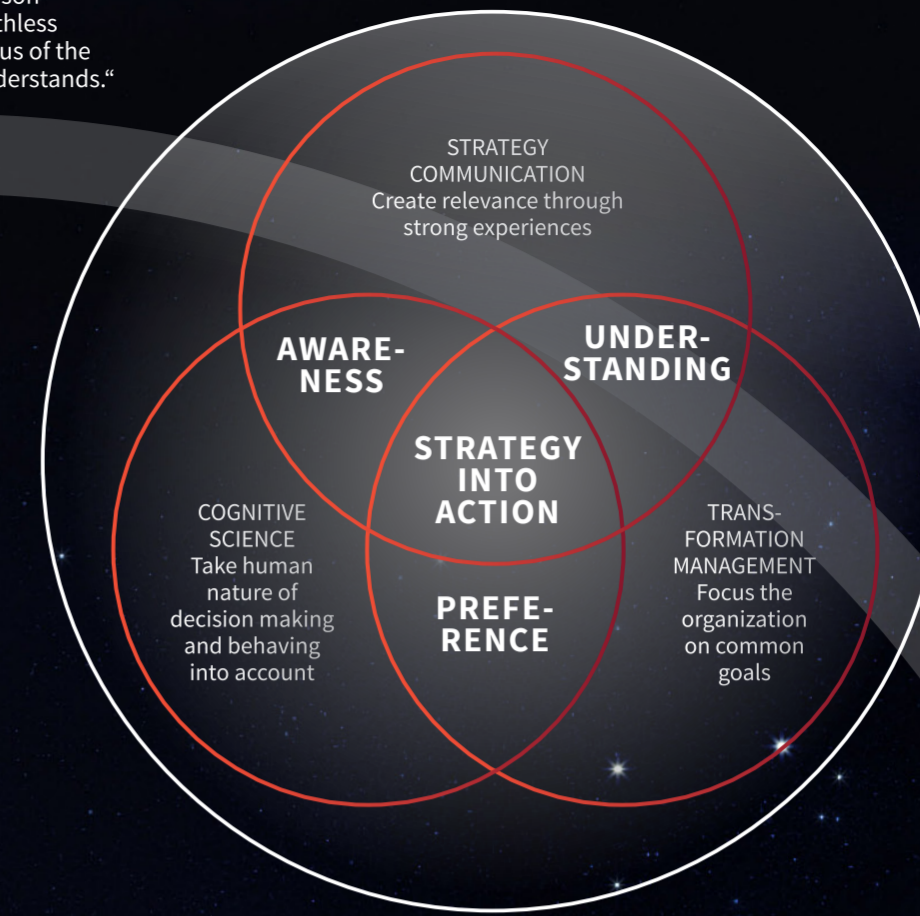 thless
us of the
derstands.“
STRATEGY
COMMUNICATION
Create relevance through
strong experiences
AWARE-
NESS
UNDER-
STANDING
STRATEGY
INTO
ACTION
COGNITIVE
SCIENCE
Take human
nature of
decision making
and behaving
into account
TRANS-
FORMATION
MANAGEMENT
Focus the
organization
on common
goals
PREFE-
RENCE